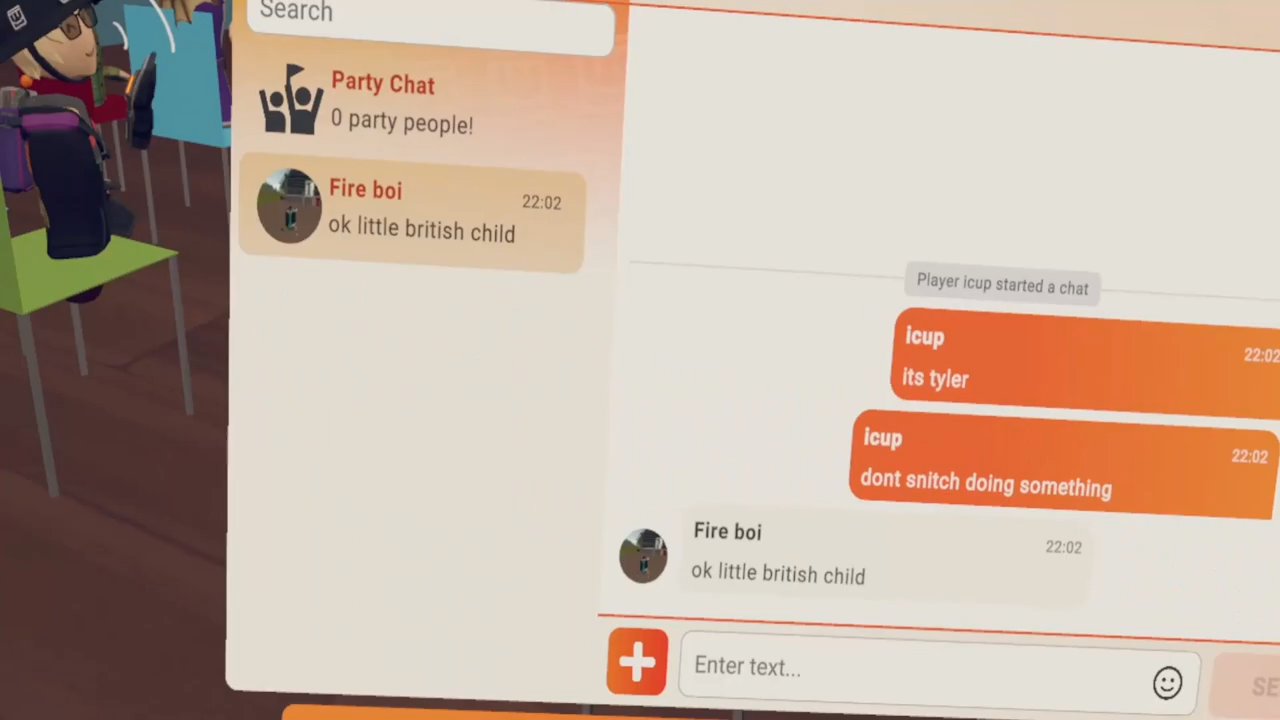 Search
Party Chat
0 party people!
Fire boi
22:02
ok little british child
Player icup started a chat
icup
22:02
its tyler
icup
22:02
dont snitch doing something
Fire boi
22:02
ok little british child
Enter text...
SE